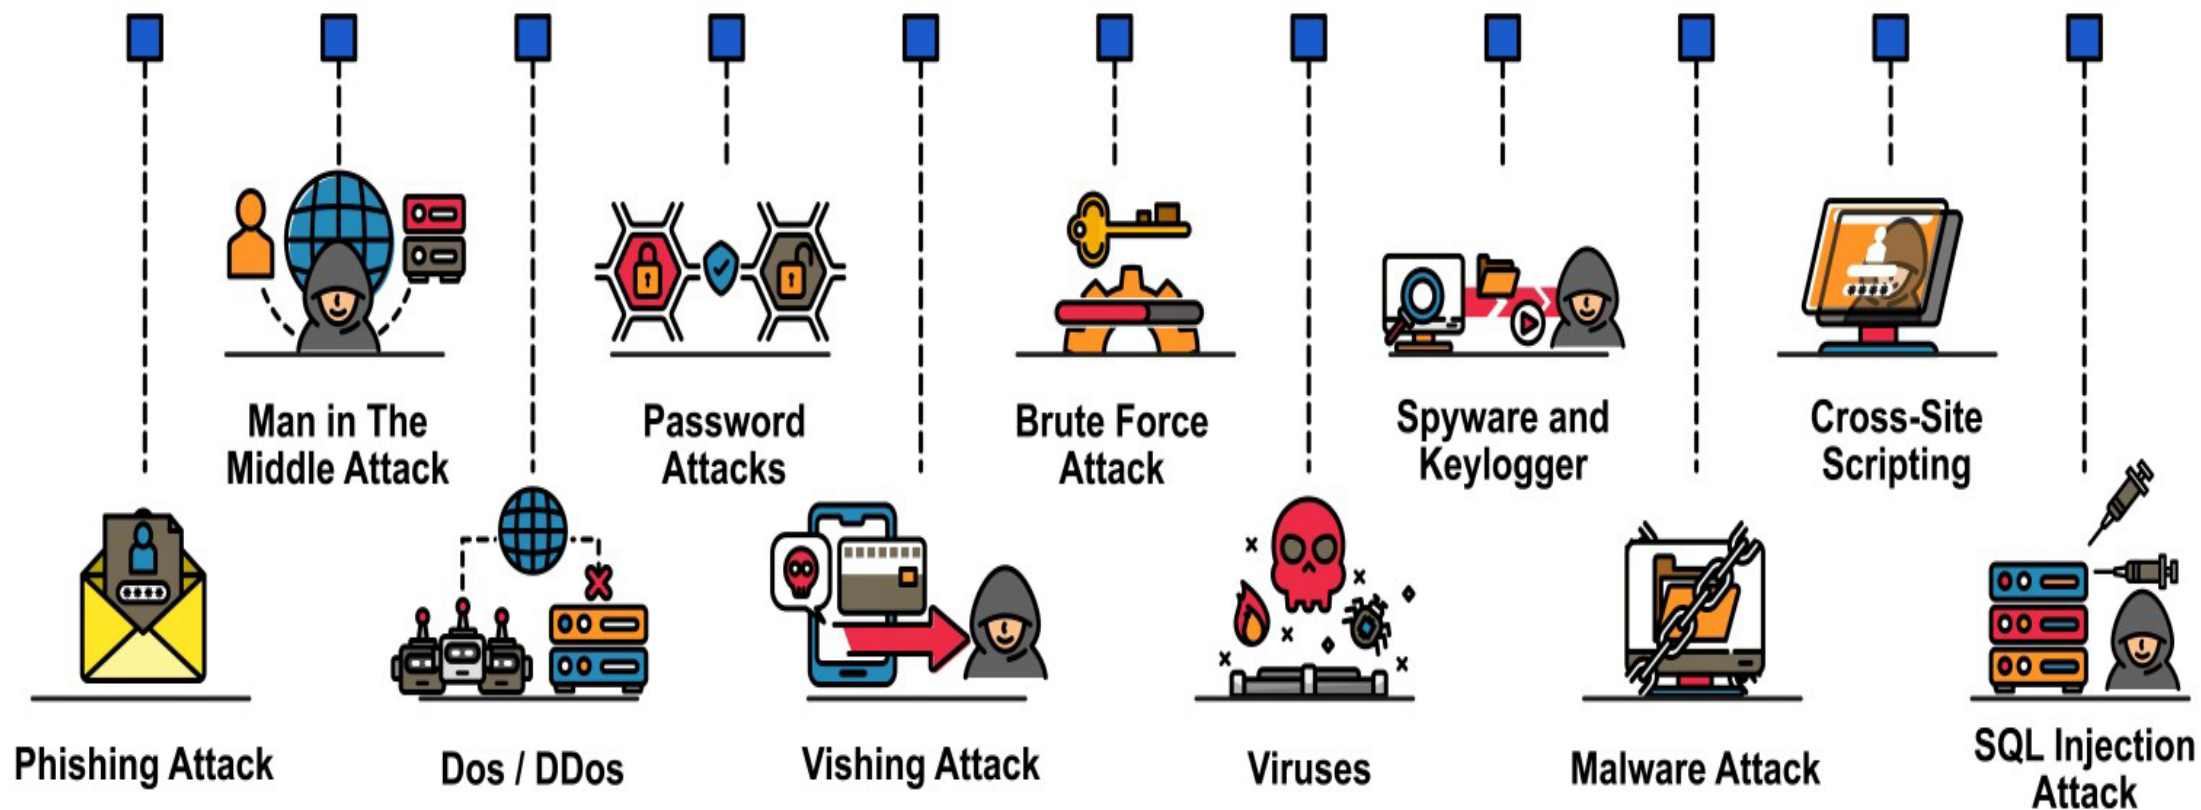 Man in The
Middle Attack
Password
Attacks
Brute Force
Attack
Spyware and
Keylogger
Cross-Site
Scripting
Phishing Attack
Dos / DDos
Vishing Attack
Viruses
Malware Attack
SQL Injection
Attack